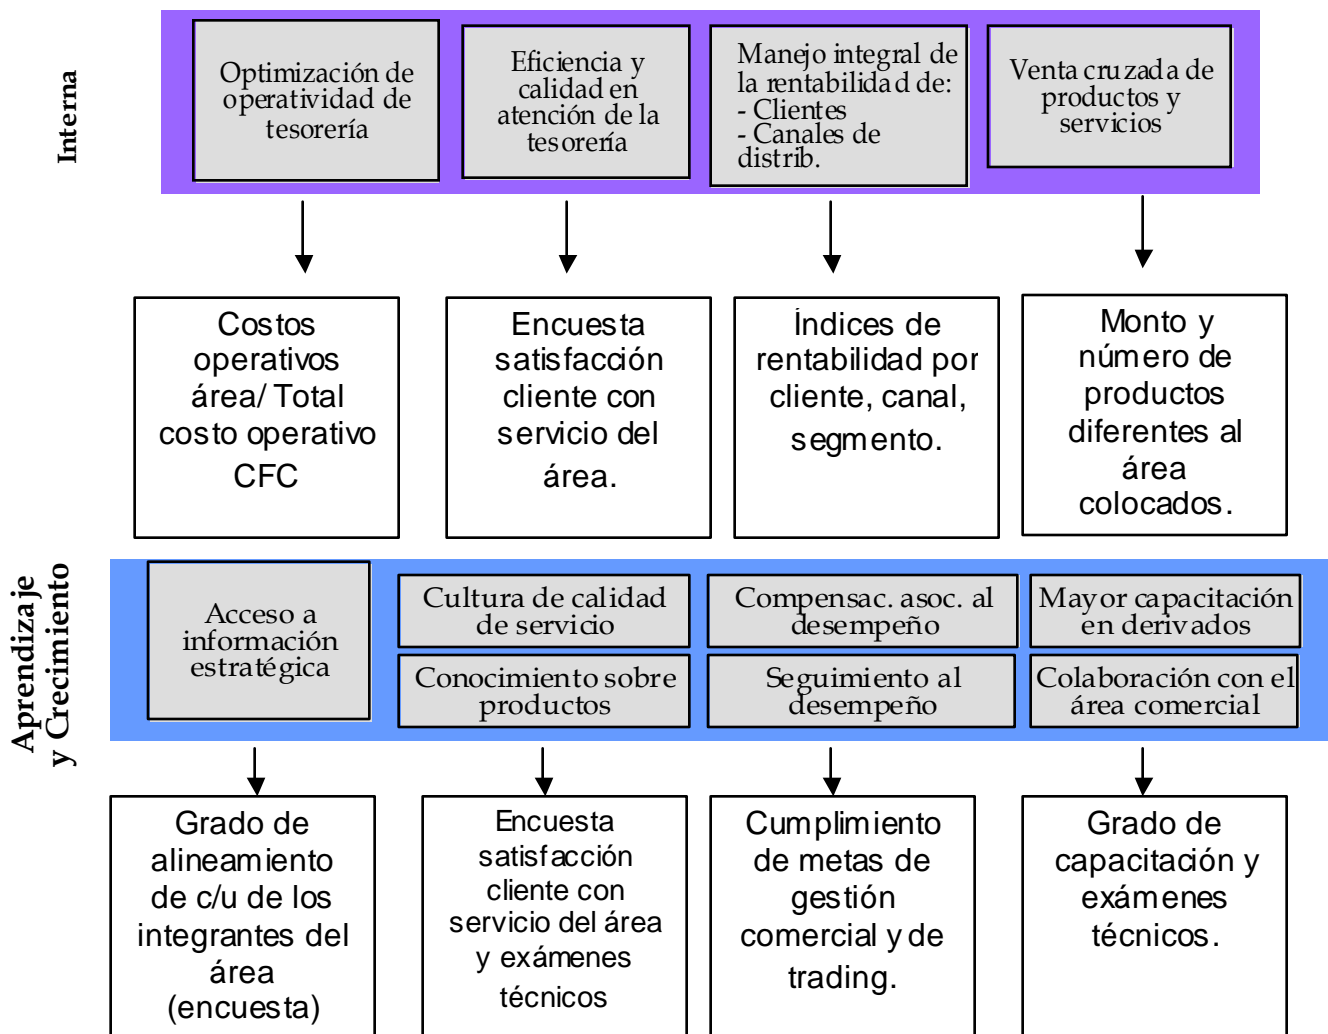 Interna
Optimización de
operatividad de
tesorería
Eficiencia y
calidad en
atención de la
tesorería
Manejo integral de
la rentabilidad de:
- Clientes
- Canales de
distrib.
Venta cruzada de
productos y
servicios
Costos
operativos
área/ Total
costo operativo
CFC
Encuesta
satisfacción
cliente con
servicio del
área.
Índices de
rentabilidad por
cliente, canal,
segmento.
Monto y
número de
productos
diferentes al
área
colocados.
Aprendizaje
y Crecimiento
Acceso a
información
estratégica
Cultura de calidad
de servicio
Compensac. asoc. al
desempeño
Mayor capacitación
en derivados
Conocimiento sobre
productos
Seguimiento al
desempeño
Colaboración con el
área comercial
Grado de
alineamiento
de c/u de los
integrantes del
área
(encuesta)
Encuesta
satisfacción
cliente con
servicio del área
y exámenes
técnicos
Cumplimiento
de metas de
gestión
comercial y de
trading.
Grado de
capacitación y
exámenes
técnicos.